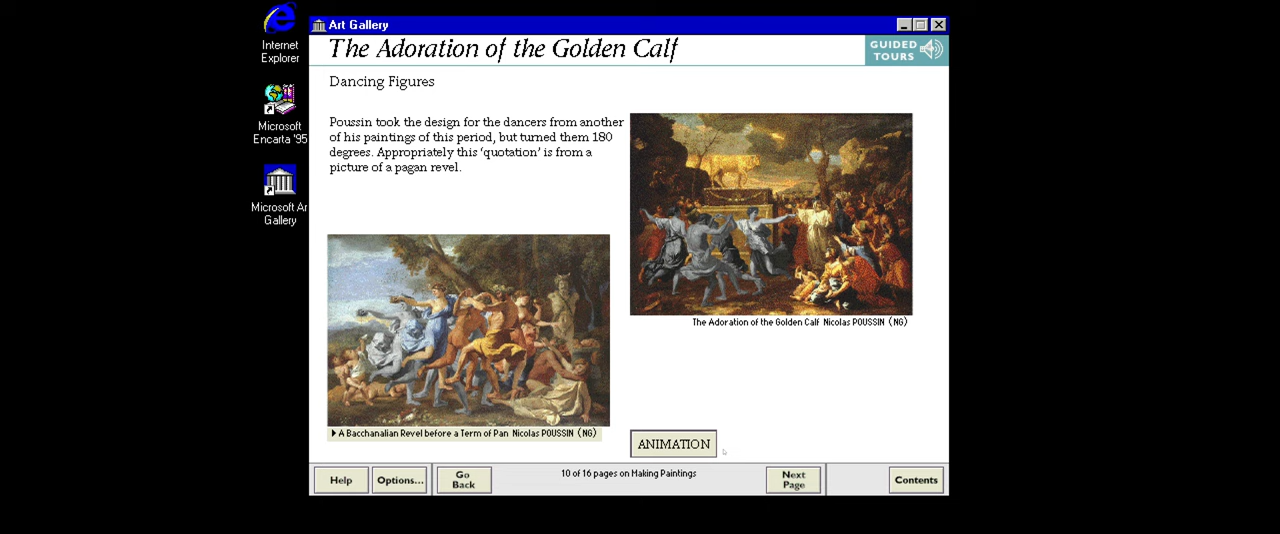 Internet
Explorer
Microsoft
Encarta '95
Microsoft Ar
Gallery
Art Gallery
The Adoration of the Golden Calf
GUIDED
TOURS
Dancing Figures
Poussin took the design for the dancers from another
of his paintings of this period, but turned them 180
degrees. Appropriately this ‘quotation’ is from a
picture of a pagan revel.
The Adoration of the Golden Calf Nicolas POUSSIN (NG)
A Bacchanalian Revel before a Term of Pan Nicolas POUSSIN (NG)
ANIMATION
Help
Options...
Go
Back
10 of 16 pages on Making Paintings
Next
Page
Contents